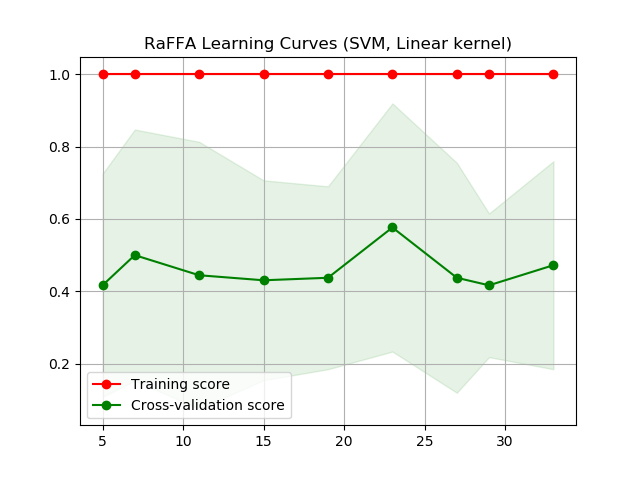 RaFFA Learning Curves (SVM, Linear kernel)
1.0
0.8
0.6
0.4
0.2
Training score
Cross-validation score
5 10 15 20 25 30